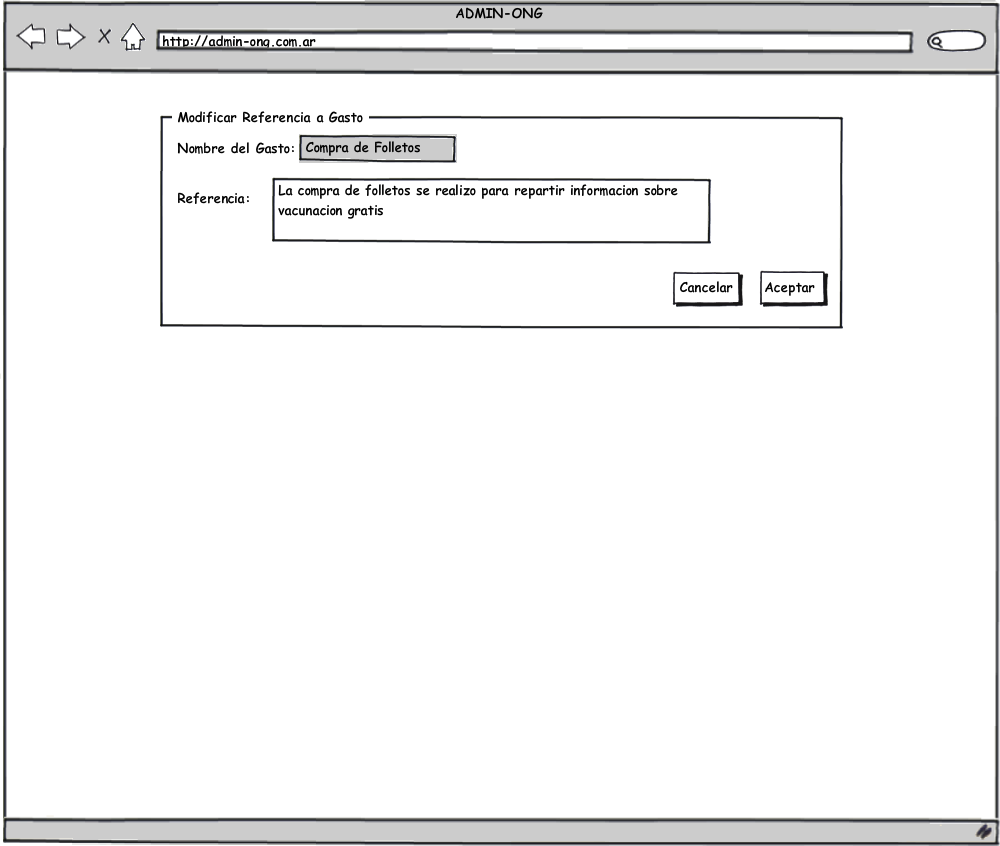 ADMIN-ONG
http://admin-ong.com.ar
Modificar Referencia a Gasto
Nombre del Gasto: Compra de Folletos
Referencia:
La compra de folletos se realizo para repartir informacion sobre
vacunacion gratis
Cancelar Aceptar